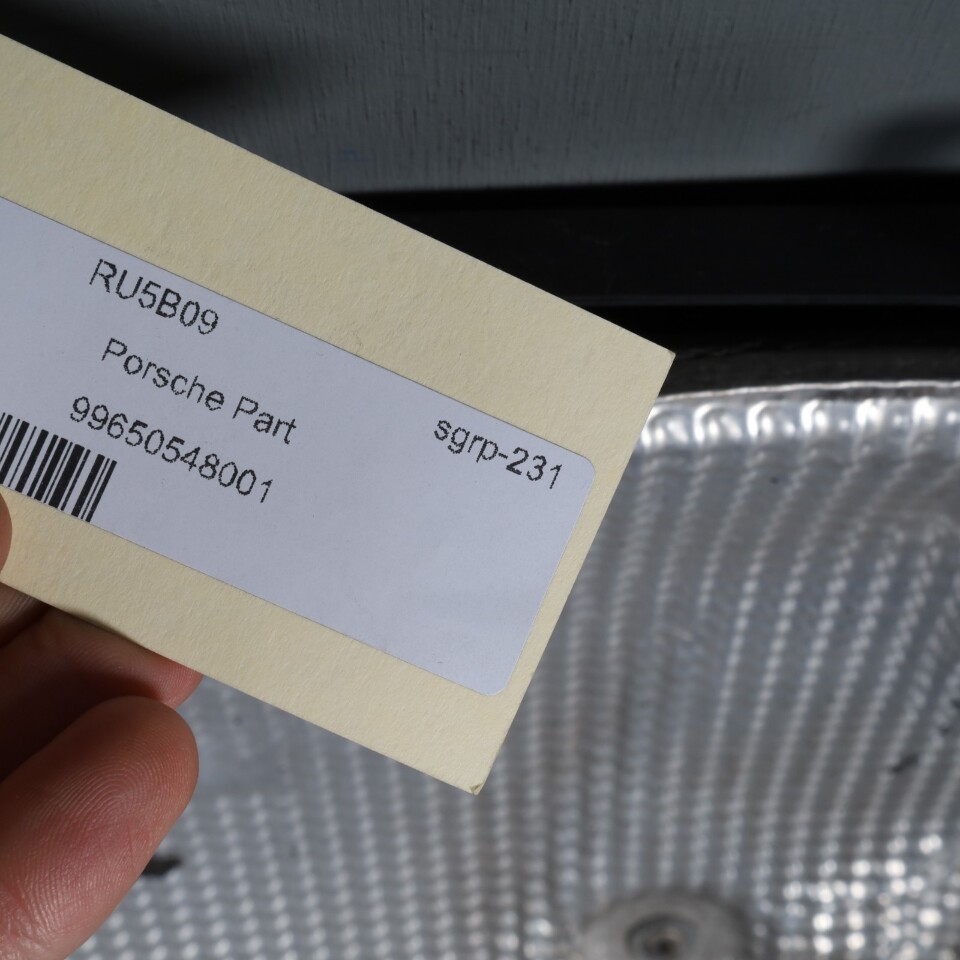 RU5B09
Porsche Part
99650548001
sgrp-231